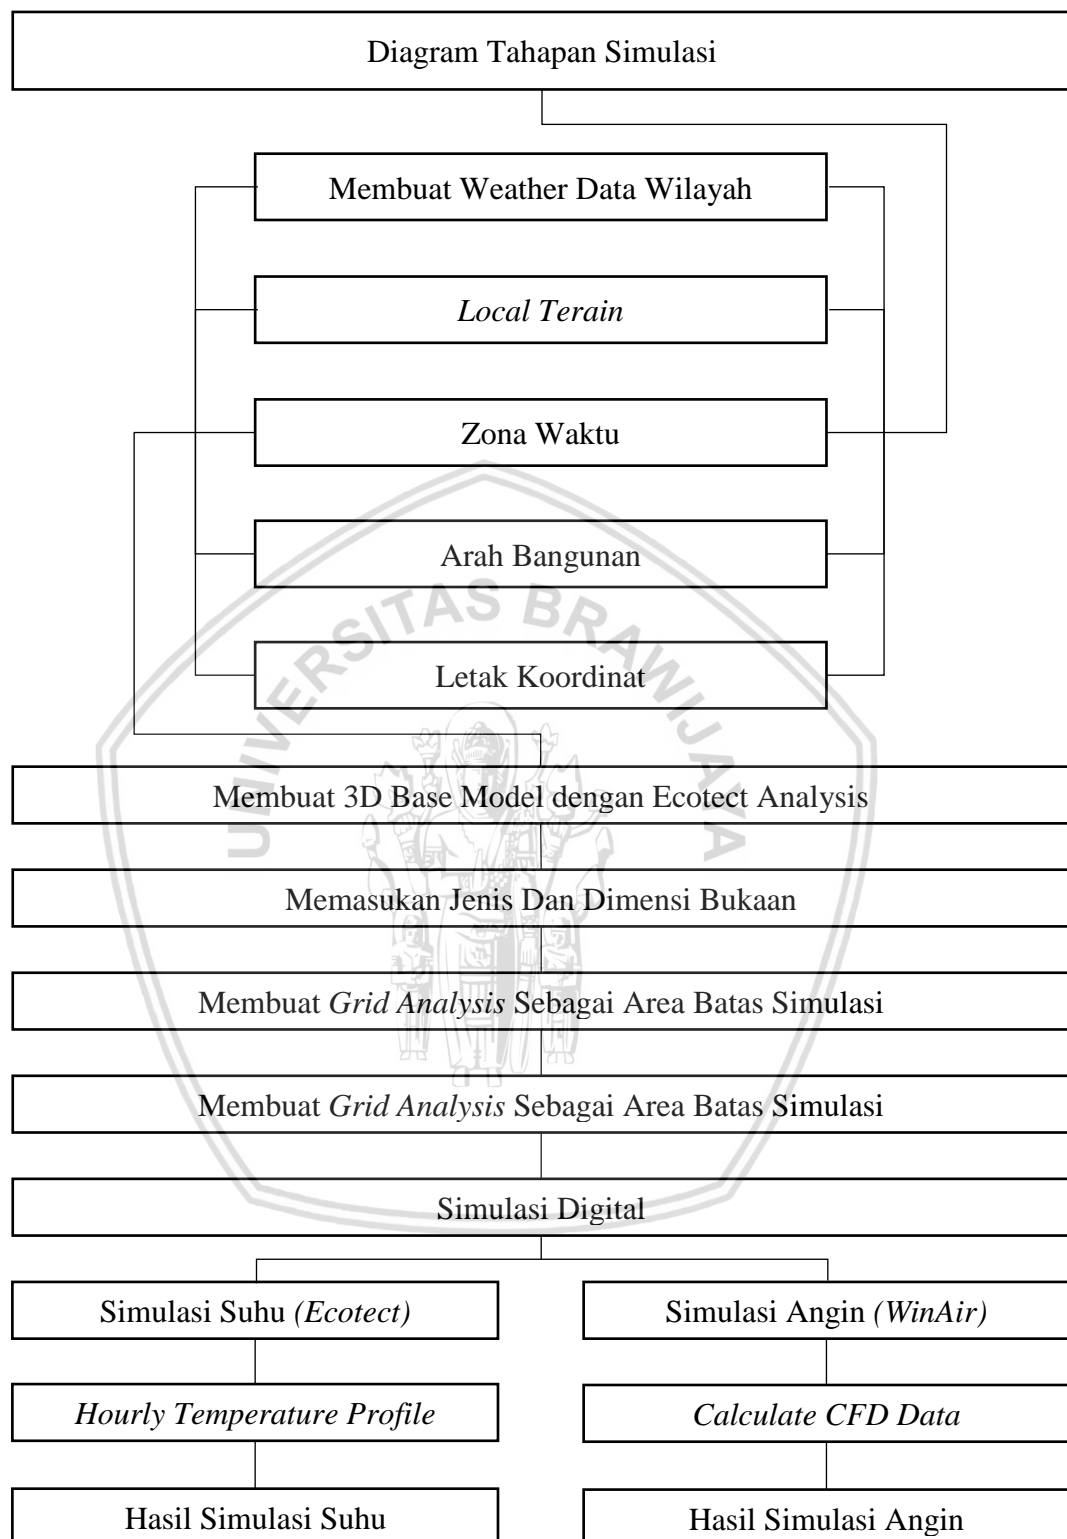 Diagram Tahapan Simulasi
Membuat Weather Data Wilayah
Local Terain
Zona Waktu
Arah Bangunan
UNIVERSITAS BRAWIJAYA
Letak Koordinat
Membuat 3D Base Model dengan Ecotect Analysis
Memasukan Jenis Dan Dimensi Bukaan
Membuat Grid Analysis Sebagai Area Batas Simulasi
Membuat Grid Analysis Sebagai Area Batas Simulasi
Simulasi Digital
Simulasi Suhu (Ecotect)
Simulasi Angin (WinAir)
Hourly Temperature Profile
Calculate CFD Data
Hasil Simulasi Suhu
Hasil Simulasi Angin